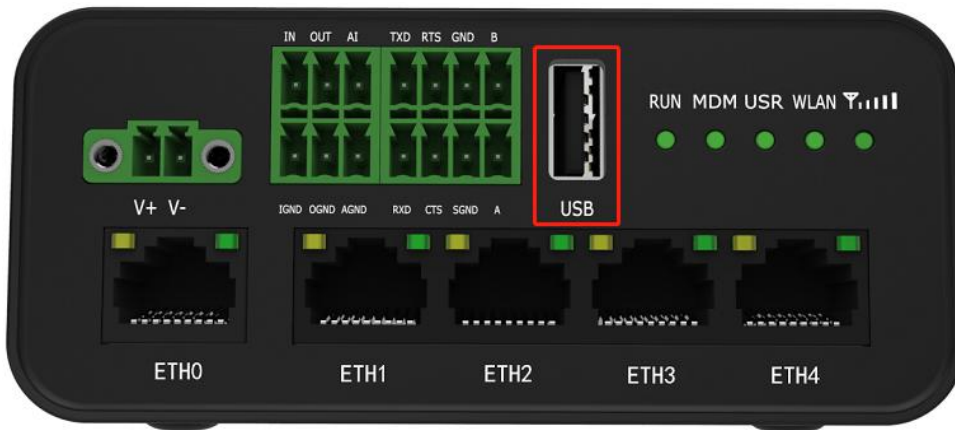 IN OUT AI TXD RTS GND B
RUN MDM USR WLAN
V+ V-
IGND OGND AGND RXD CTS SGND A
USB
ETH0 ETH1 ETH2 ETH3 ETH4